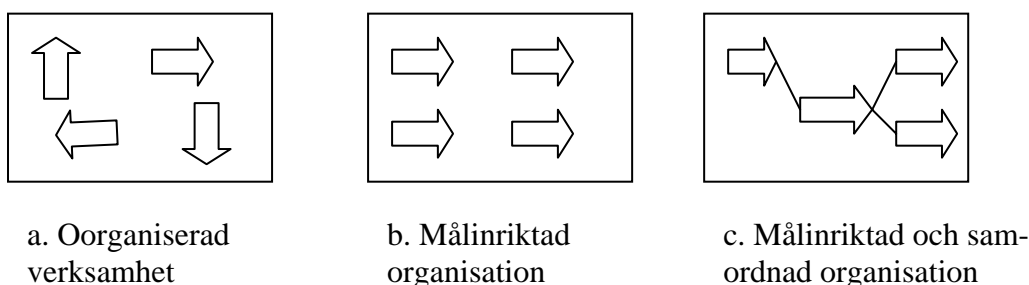 a. Oorganiserad
verksamhet
b. Målinriktad
organisation
c. Målinriktad och sam-
ordnad organisation